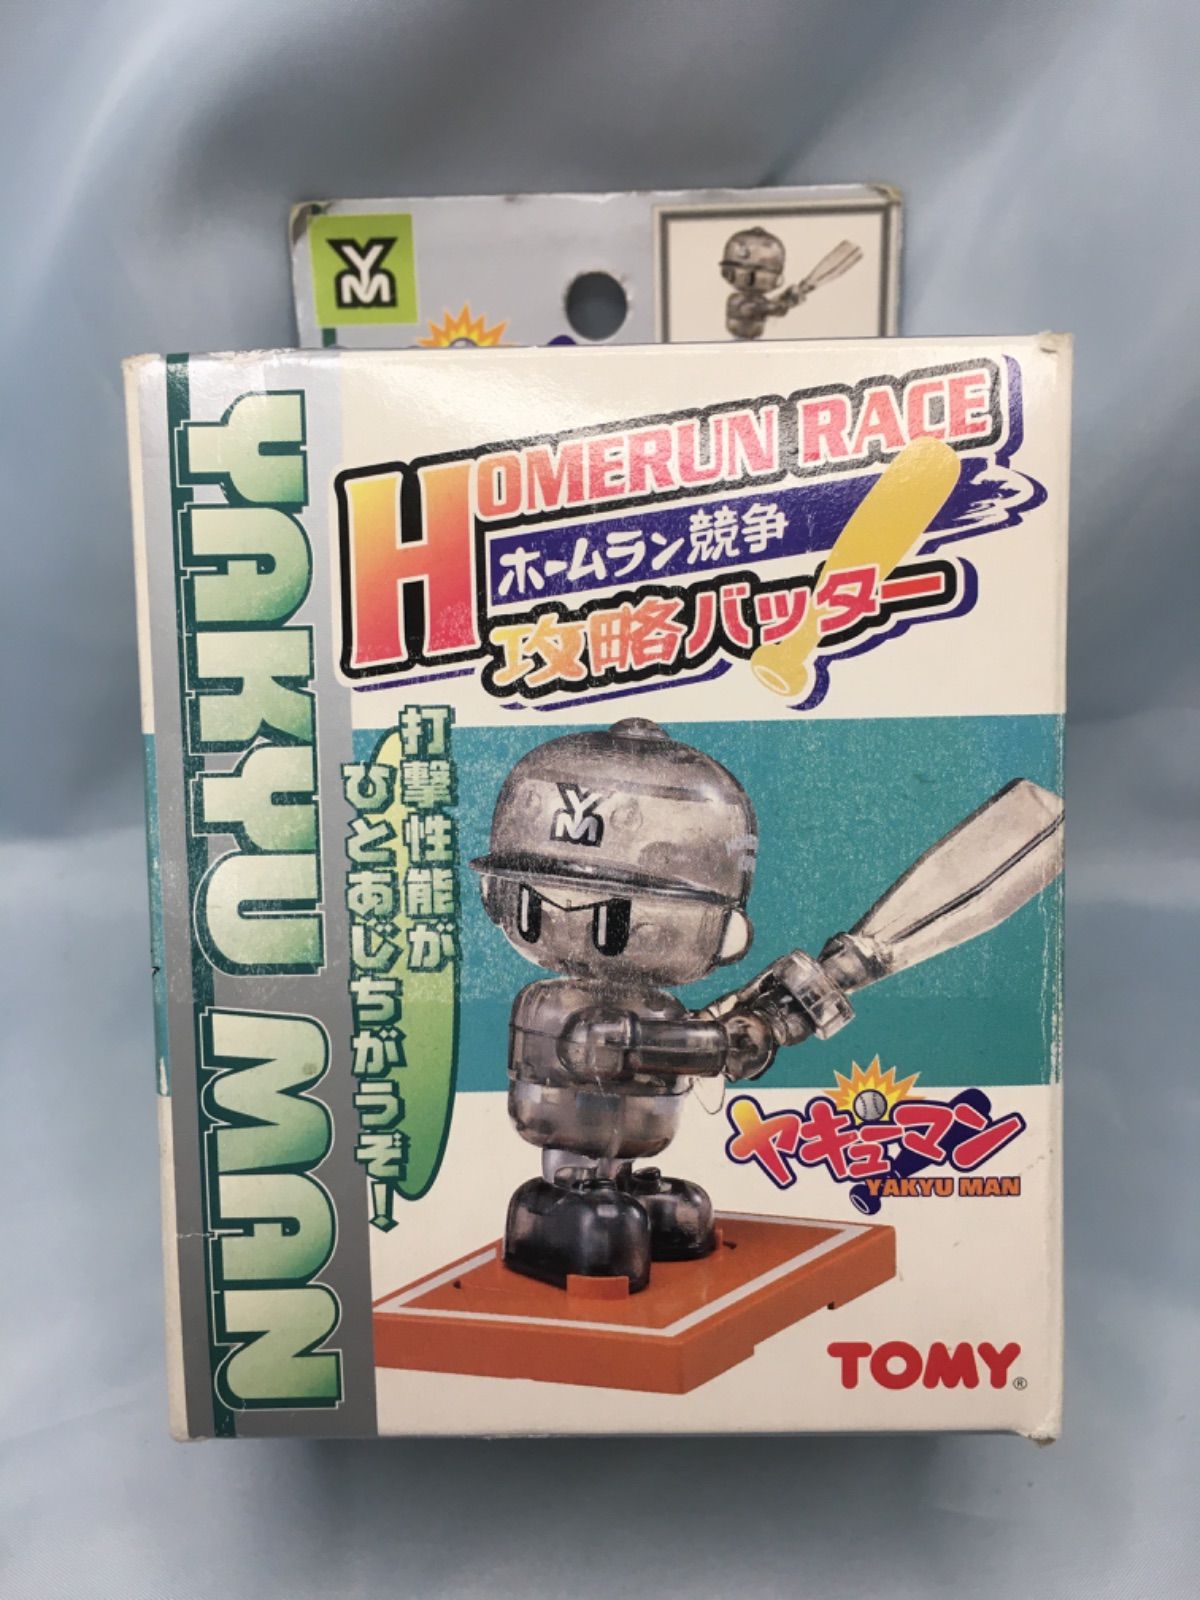 YM
YAKYU MAN
HOMERUN RACE
ホームラン競争
攻略バッター
打撃性能が
ひとあじちがうぞ!
YM
ヤキューマン
YAKYU MAN
TOMY®